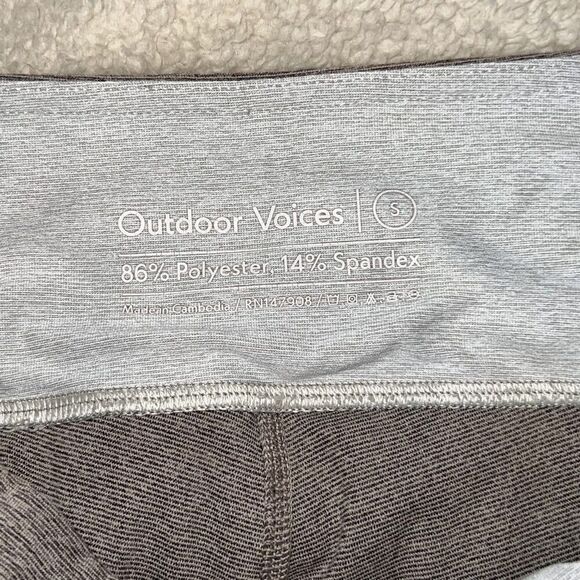 Outdoor Voices | S
86% Polyester, 14% Spandex
Made in Cambodia / RN147908 /